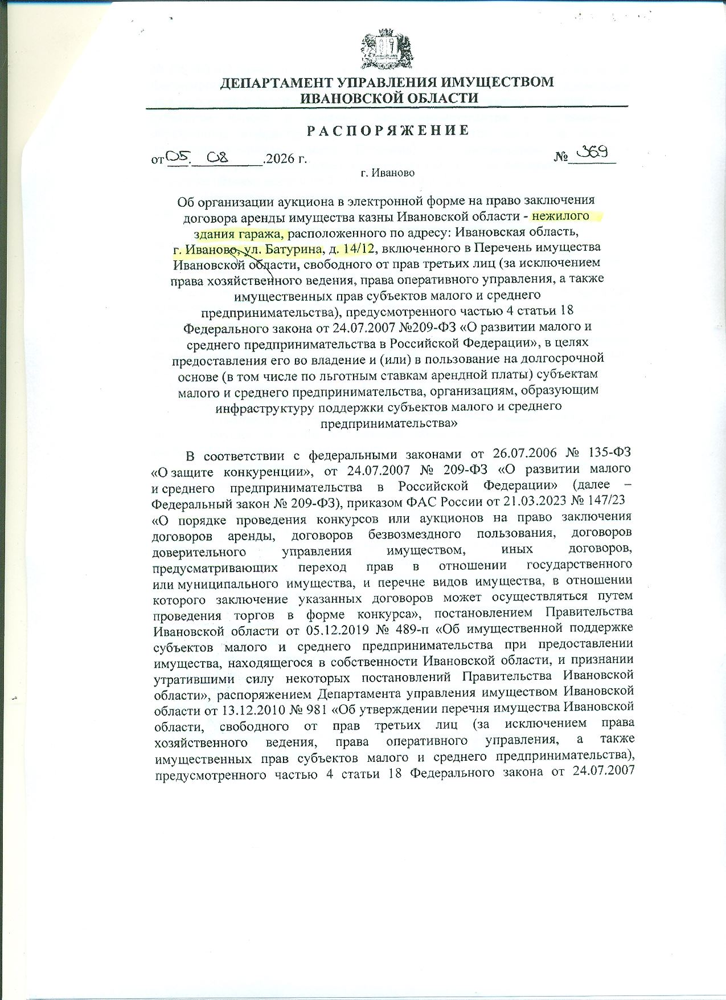 ДЕПАРТАМЕНТ УПРАВЛЕНИЯ ИМУЩЕСТВОМ
ИВАНОВСКОЙ ОБЛАСТИ
РАСПОРЯЖЕНИЕ
от 05. 08 .2026 г. № 369
г. Иваново
Об организации аукциона в электронной форме на право заключения
договора аренды имущества казны Ивановской области - нежилого
здания гаража, расположенного по адресу: Ивановская область,
г. Иваново, ул. Батурина, д. 14/12, включенного в Перечень имущества
Ивановской области, свободного от прав третьих лиц (за исключением
права хозяйственного ведения, права оперативного управления, а также
имущественных прав субъектов малого и среднего
предпринимательства), предусмотренного частью 4 статьи 18
Федерального закона от 24.07.2007 №209-ФЗ «О развитии малого и
среднего предпринимательства в Российской Федерации», в целях
предоставления его во владение и (или) в пользование на долгосрочной
основе (в том числе по льготным ставкам арендной платы) субъектам
малого и среднего предпринимательства, организациям, образующим
инфраструктуру поддержки субъектов малого и среднего
предпринимательства»
В соответствии с федеральными законами от 26.07.2006 № 135-ФЗ
«О защите конкуренции», от 24.07.2007 № 209-ФЗ «О развитии малого
и среднего предпринимательства в Российской Федерации» (далее –
Федеральный закон № 209-ФЗ), приказом ФАС России от 21.03.2023 № 147/23
«О порядке проведения конкурсов или аукционов на право заключения
договоров аренды, договоров безвозмездного пользования, договоров
доверительного управления имуществом, иных договоров,
предусматривающих переход прав в отношении государственного
или муниципального имущества, и перечне видов имущества, в отношении
которого заключение указанных договоров может осуществляться путем
проведения торгов в форме конкурса», постановлением Правительства
Ивановской области от 05.12.2019 № 489-п «Об имущественной поддержке
субъектов малого и среднего предпринимательства при предоставлении
имущества, находящегося в собственности Ивановской области, и признании
утратившими силу некоторых постановлений Правительства Ивановской
области», распоряжением Департамента управления имуществом Ивановской
области от 13.12.2010 № 981 «Об утверждении перечня имущества Ивановской
области, свободного от прав третьих лиц (за исключением права
хозяйственного ведения, права оперативного управления, а также
имущественных прав субъектов малого и среднего предпринимательства),
предусмотренного частью 4 статьи 18 Федерального закона от 24.07.2007